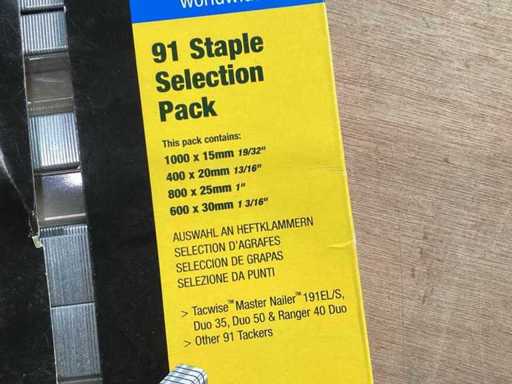 worldwide
91 Staple
Selection
Pack
This pack contains:
1000 x 15mm 19/32"
400 x 20mm 13/16"
800 x 25mm 1"
600 x 30mm 1 3/16"
AUSWAHL AN HEFTKLAMMERN
SELECTION D'AGRAFES
SELECCION DE GRAPAS
SELEZIONE DA PUNTI
> Tacwise™ Master Nailer™ 191EL/S,
Duo 35, Duo 50 & Ranger 40 Duo
> Other 91 Tackers